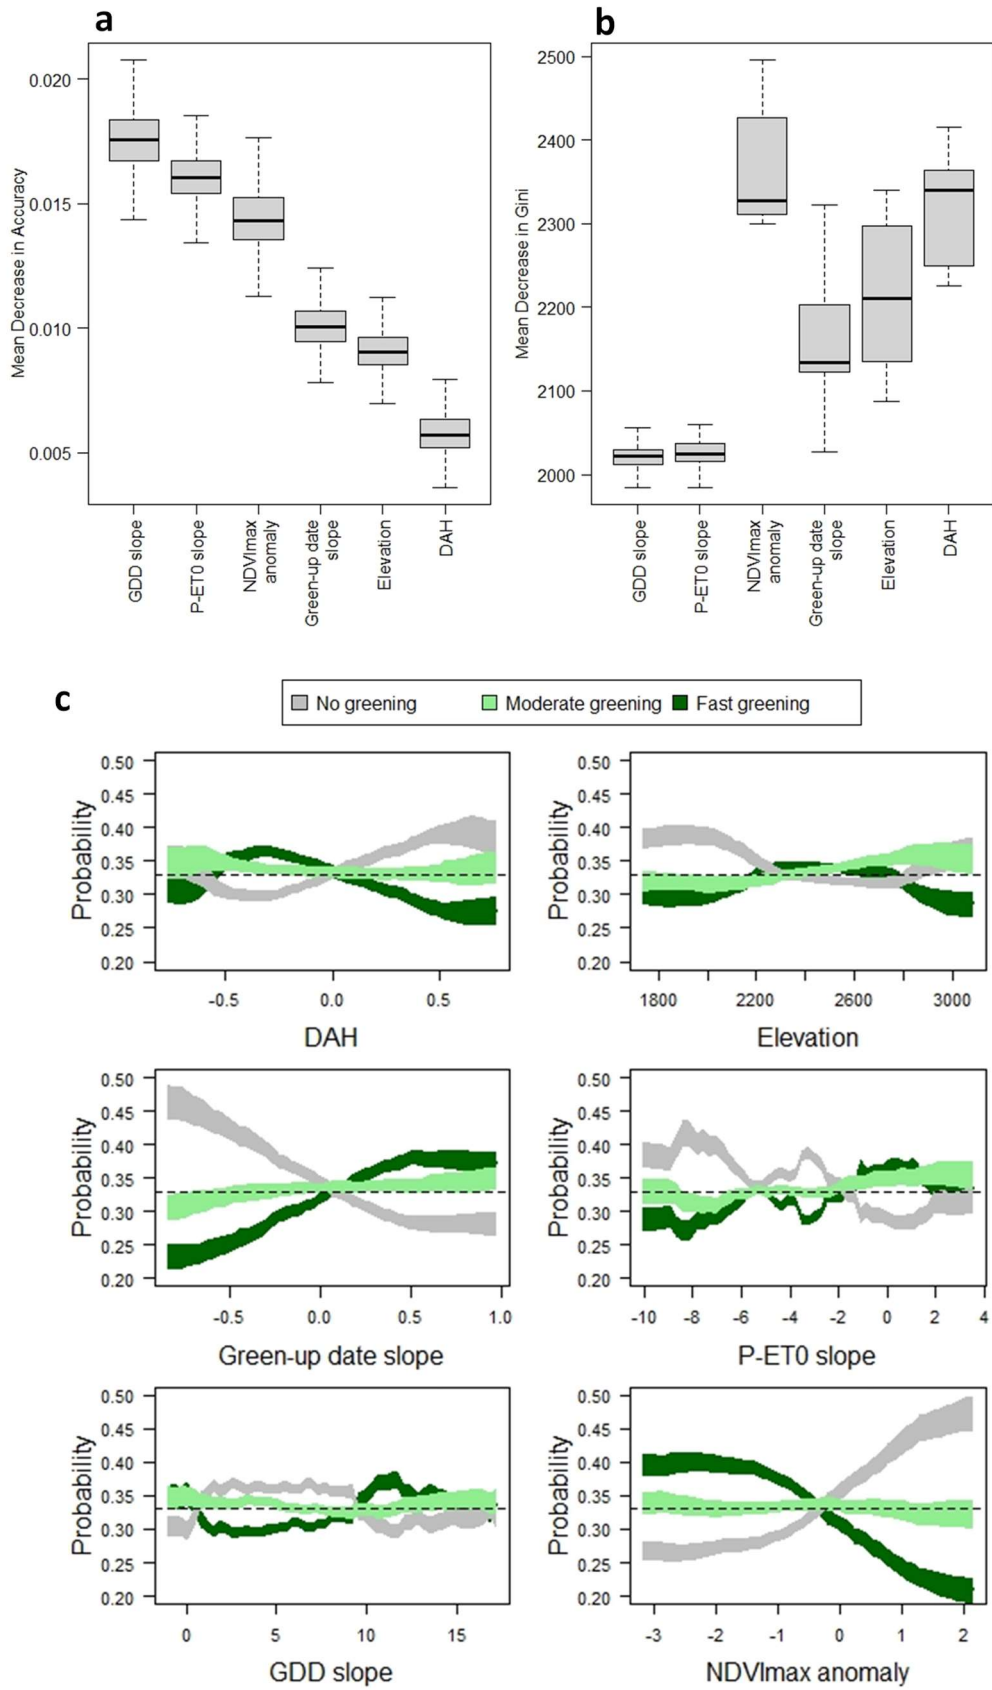 a
b
Mean Decrease in Accuracy
0.020
0.015
0.010
0.005
GDD slope
P-ET0 slope
NDVImax
anomaly
Green-up date
slope
Elevation
DAH
Mean Decrease in Gini
2500
2400
2300
2200
2100
2000
GDD slope
P-ET0 slope
NDVImax
anomaly
Green-up date
slope
Elevation
DAH
c
No greening Moderate greening Fast greening
Probability
0.50
0.45
0.40
0.35
0.30
0.25
0.20
-0.5 0.0 0.5
DAH
Probability
0.50
0.45
0.40
0.35
0.30
0.25
0.20
1800 2200 2600 3000
Elevation
Probability
0.50
0.45
0.40
0.35
0.30
0.25
0.20
-0.5 0.0 0.5 1.0
Green-up date slope
Probability
0.50
0.45
0.40
0.35
0.30
0.25
0.20
-10 -8 -6 -4 -2 0 2 4
P-ET0 slope
Probability
0.50
0.45
0.40
0.35
0.30
0.25
0.20
0 5 10 15
GDD slope
Probability
0.50
0.45
0.40
0.35
0.30
0.25
0.20
-3 -2 -1 0 1 2
NDVImax anomaly